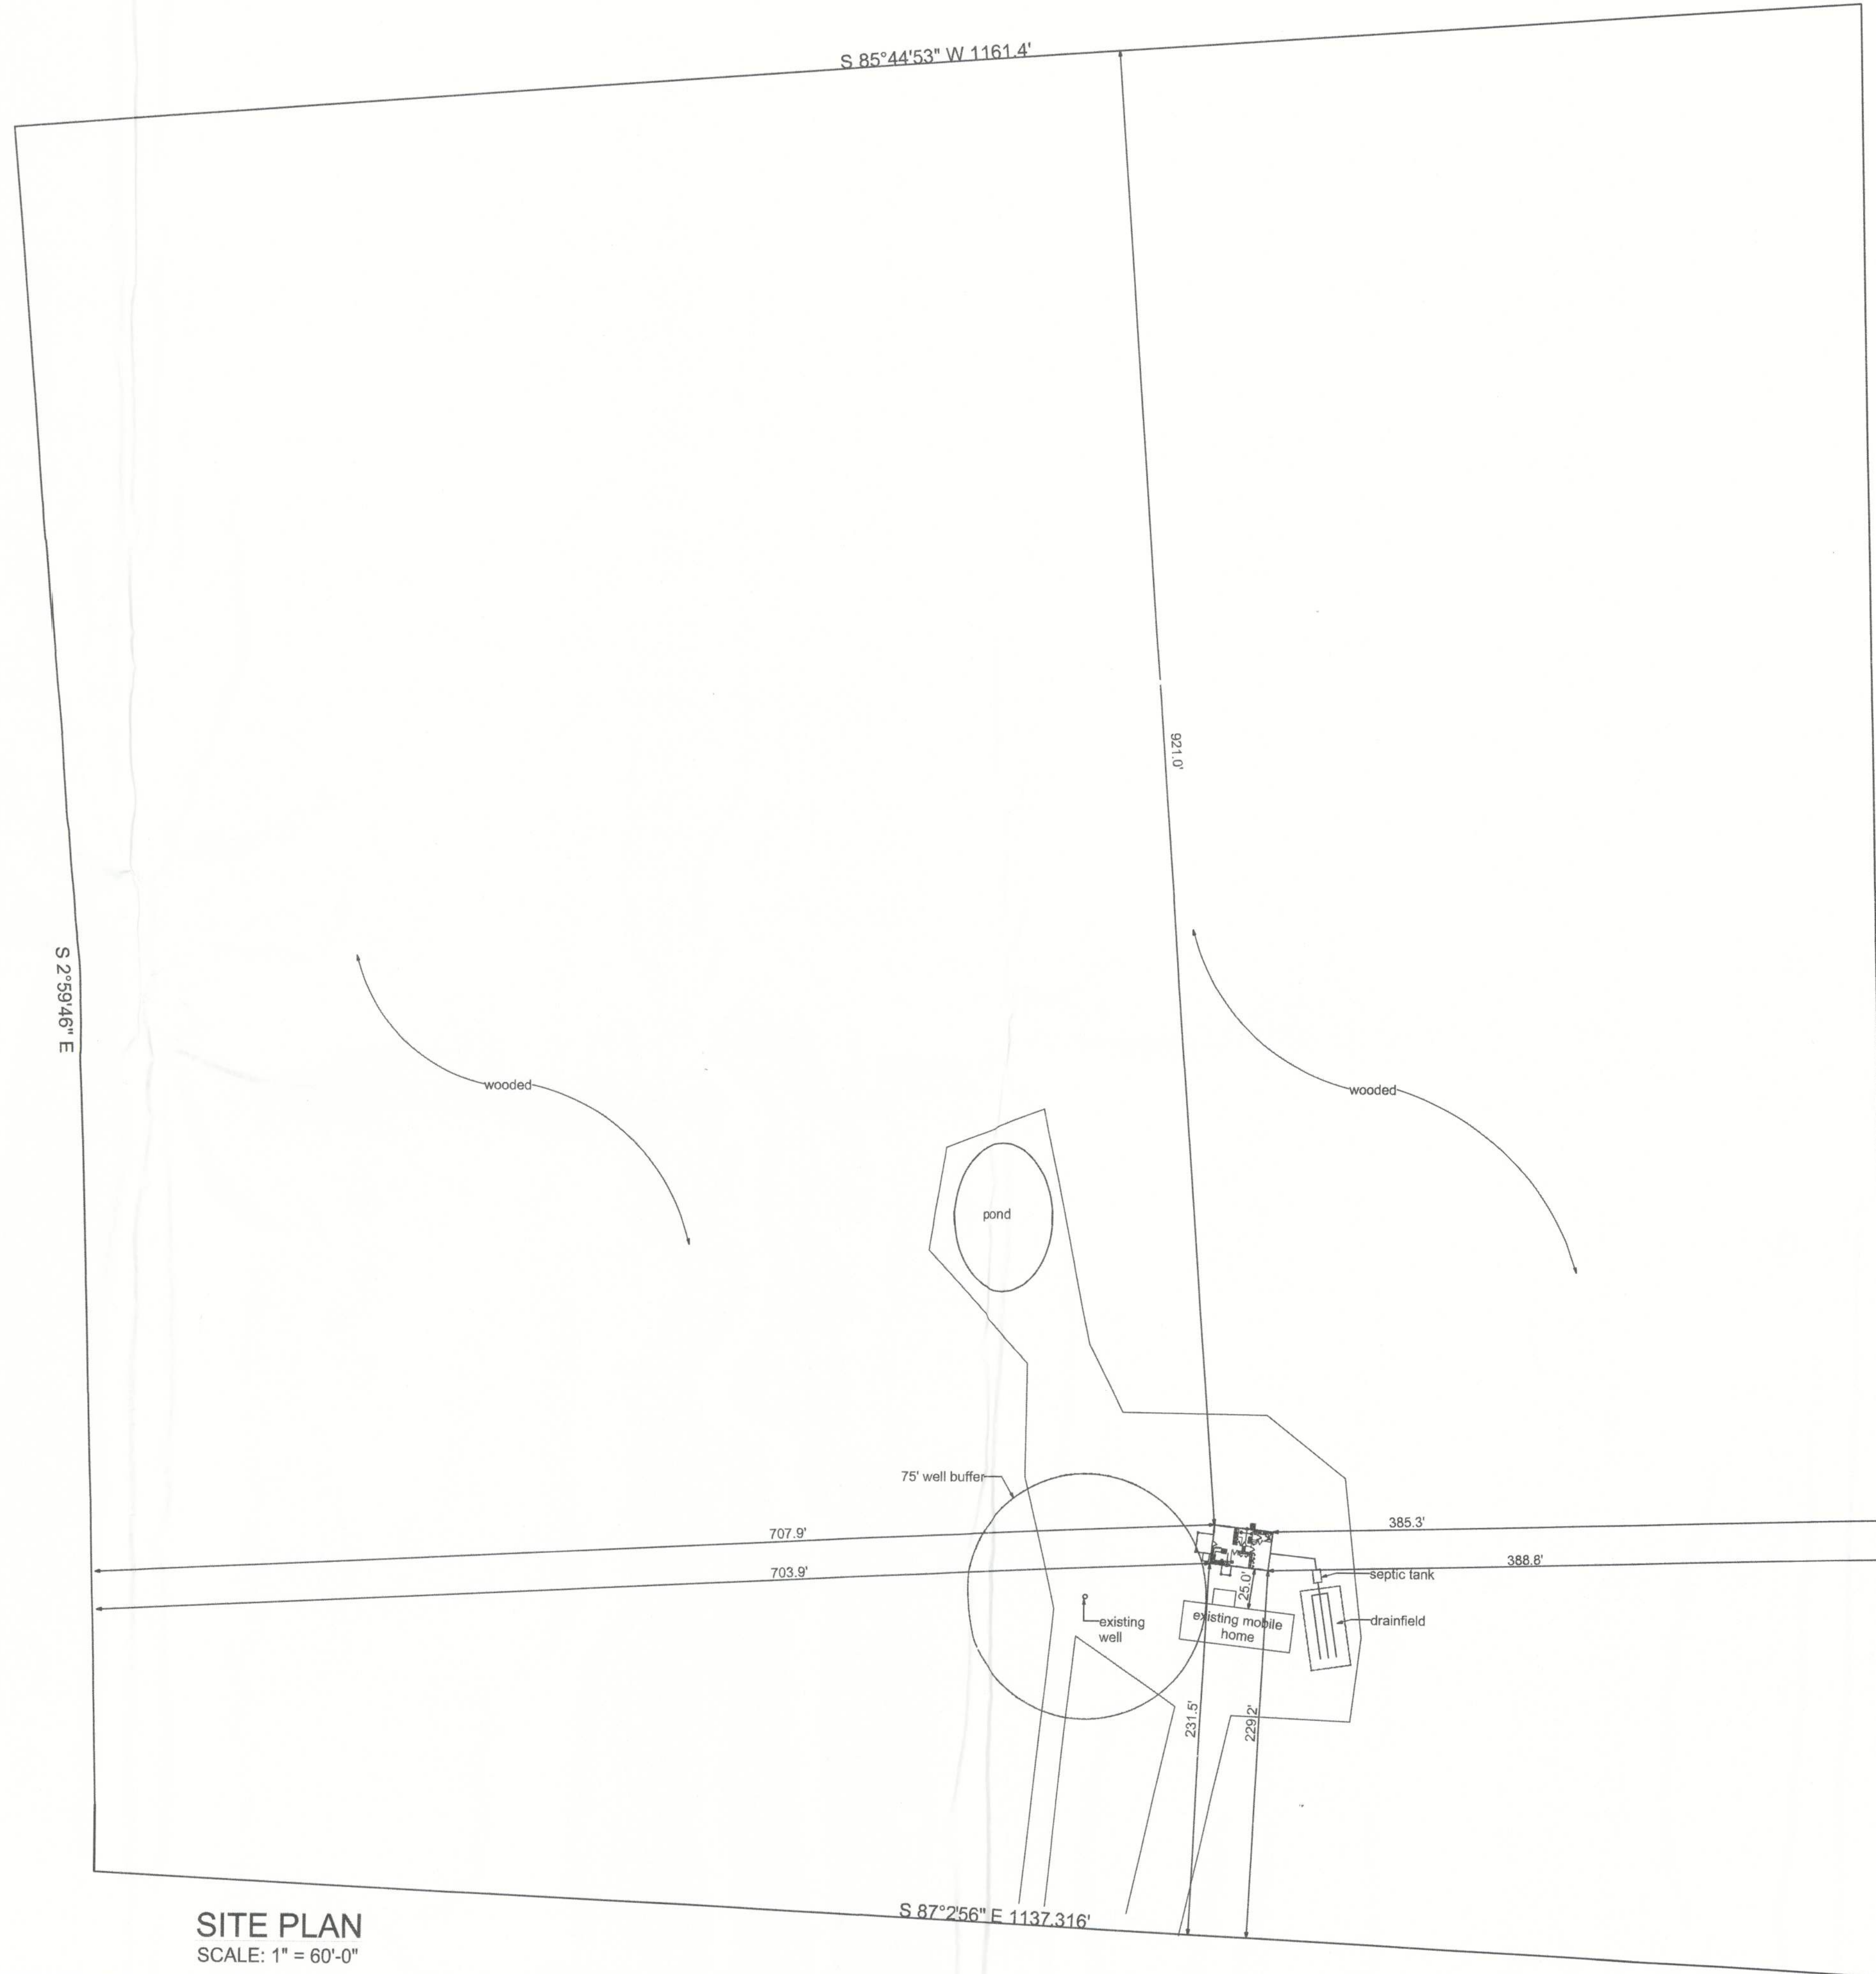 S 85°44'53" W 1161.4'
921.0'
S 2°59'46" E
wooded
wooded
pond
75' well buffer
707.9'
385.3'
703.9'
388.8'
septic tank
25.0'
existing
well
existing mobile
home
drainfield
231.5'
229.2'
S 87°2'56" E 1137.316'
SITE PLAN
SCALE: 1" = 60'-0"